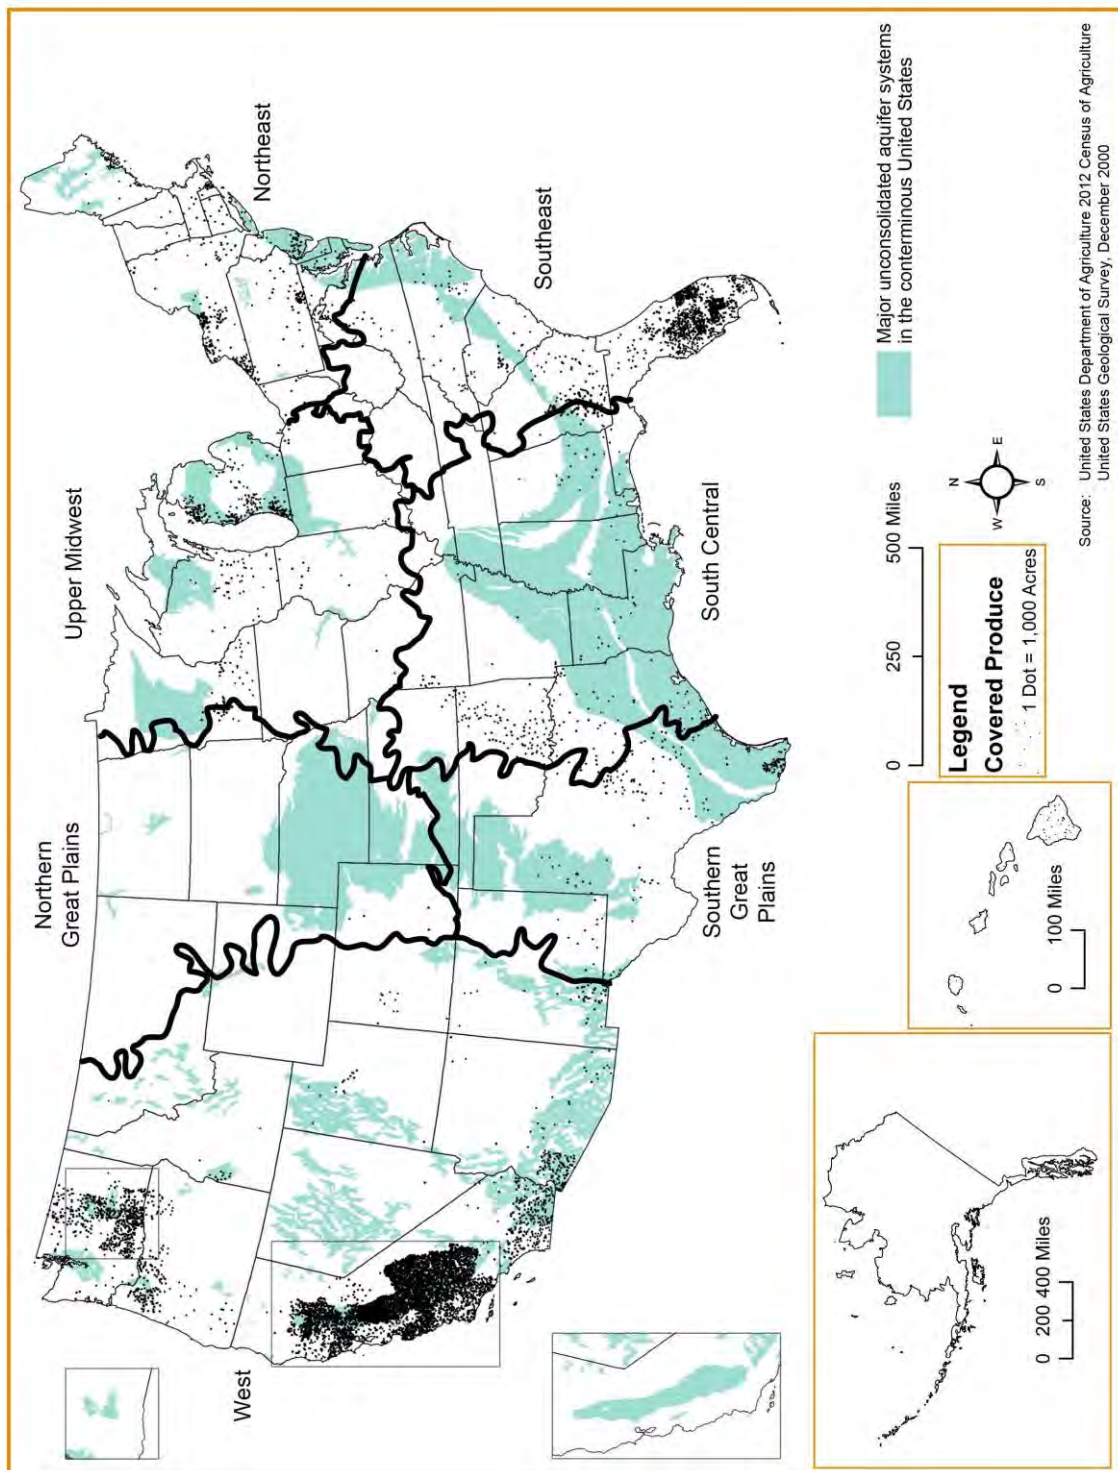 Northern
Great Plains
Upper Midwest
Northeast
West
Southern
Great
Plains
South Central
Southeast
0 200 400 Miles
0 100 Miles
0 250 500 Miles
Legend
Covered Produce
1 Dot = 1,000 Acres
N
W E
S
Major unconsolidated aquifer systems
in the conterminous United States
Source: United States Department of Agriculture 2012 Census of Agriculture
United States Geological Survey, December 2000